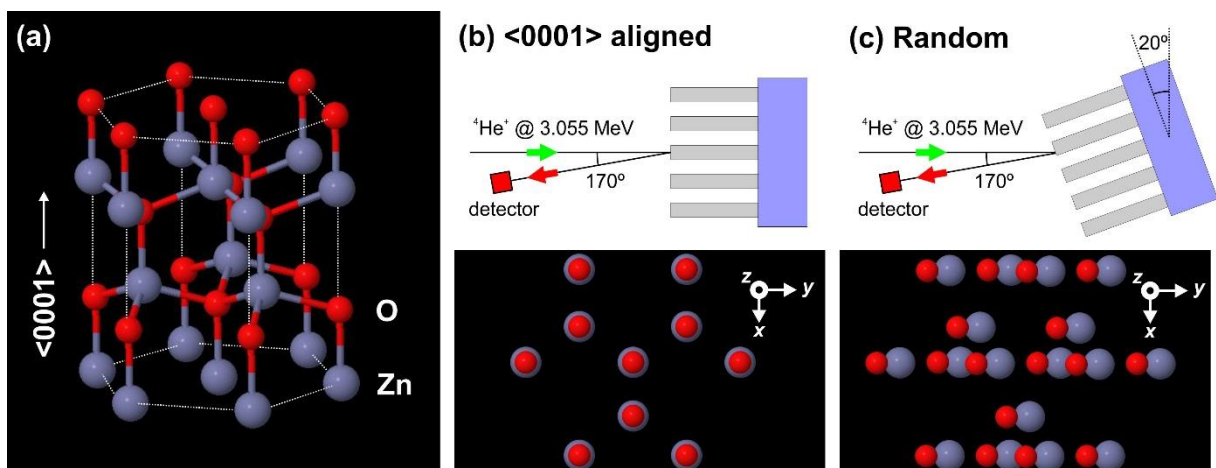 (a)
<0001>
O
Zn
(b) <0001> aligned
⁴He⁺ @ 3.055 MeV
170º
detector
z
y
x
(c) Random
20º
⁴He⁺ @ 3.055 MeV
170º
detector
z
y
x